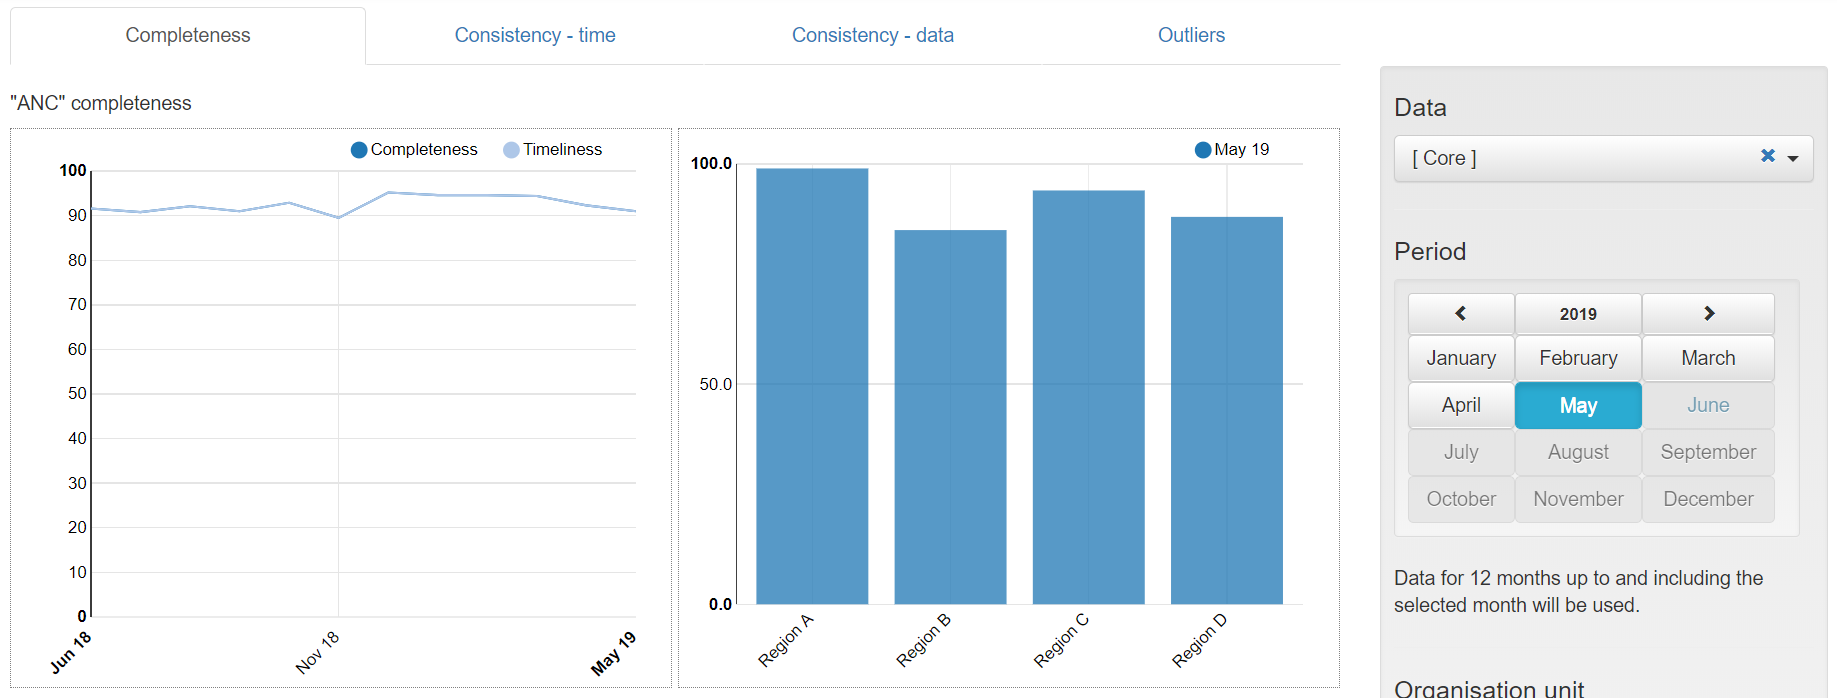 Completeness
Consistency - time
Consistency - data
Outliers
"ANC" completeness
Completeness
Timeliness
100
90
80
70
60
50
40
30
20
10
0
Jun 18
Nov 18
May 19
May 19
100.0
50.0
0.0
Region A
Region B
Region C
Region D
Data
[ Core ]
Period
2019
January February March
April May June
July August September
October November December
Data for 12 months up to and including the
selected month will be used.
Organisation unit